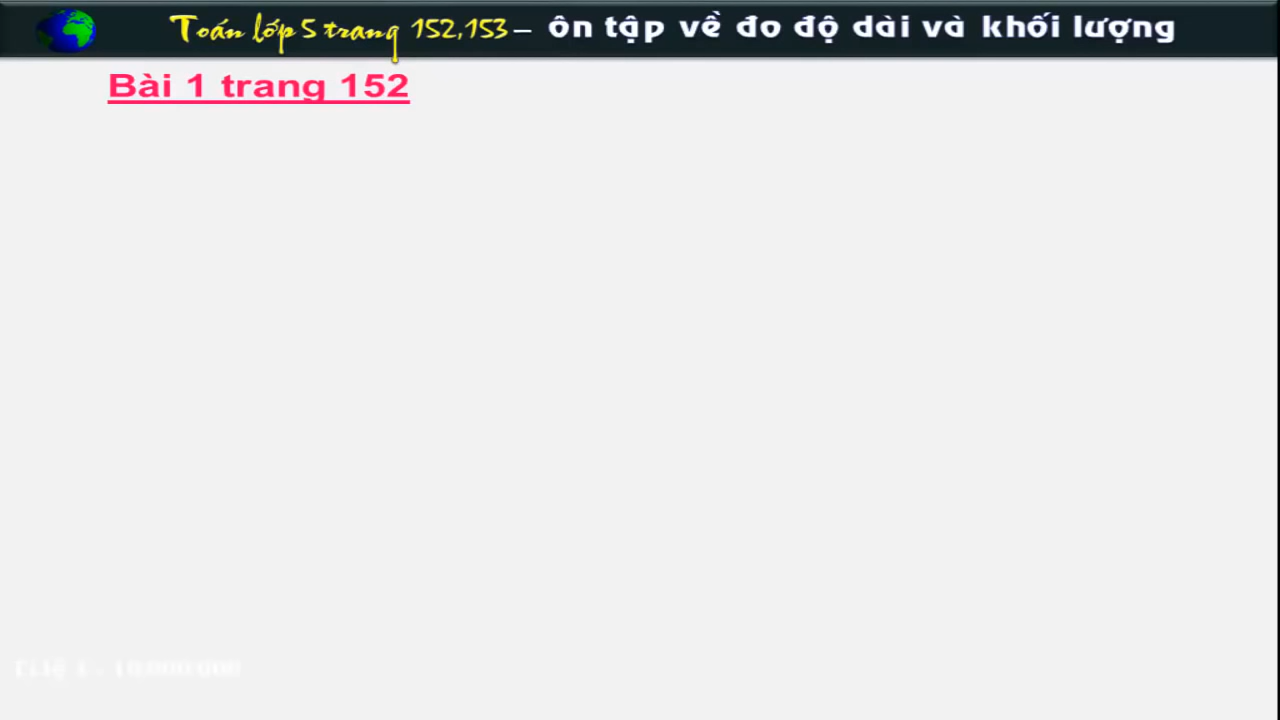 Toán lớp 5 trang 152,153 – ôn tập về đo độ dài và khối lượng
Bài 1 trang 152